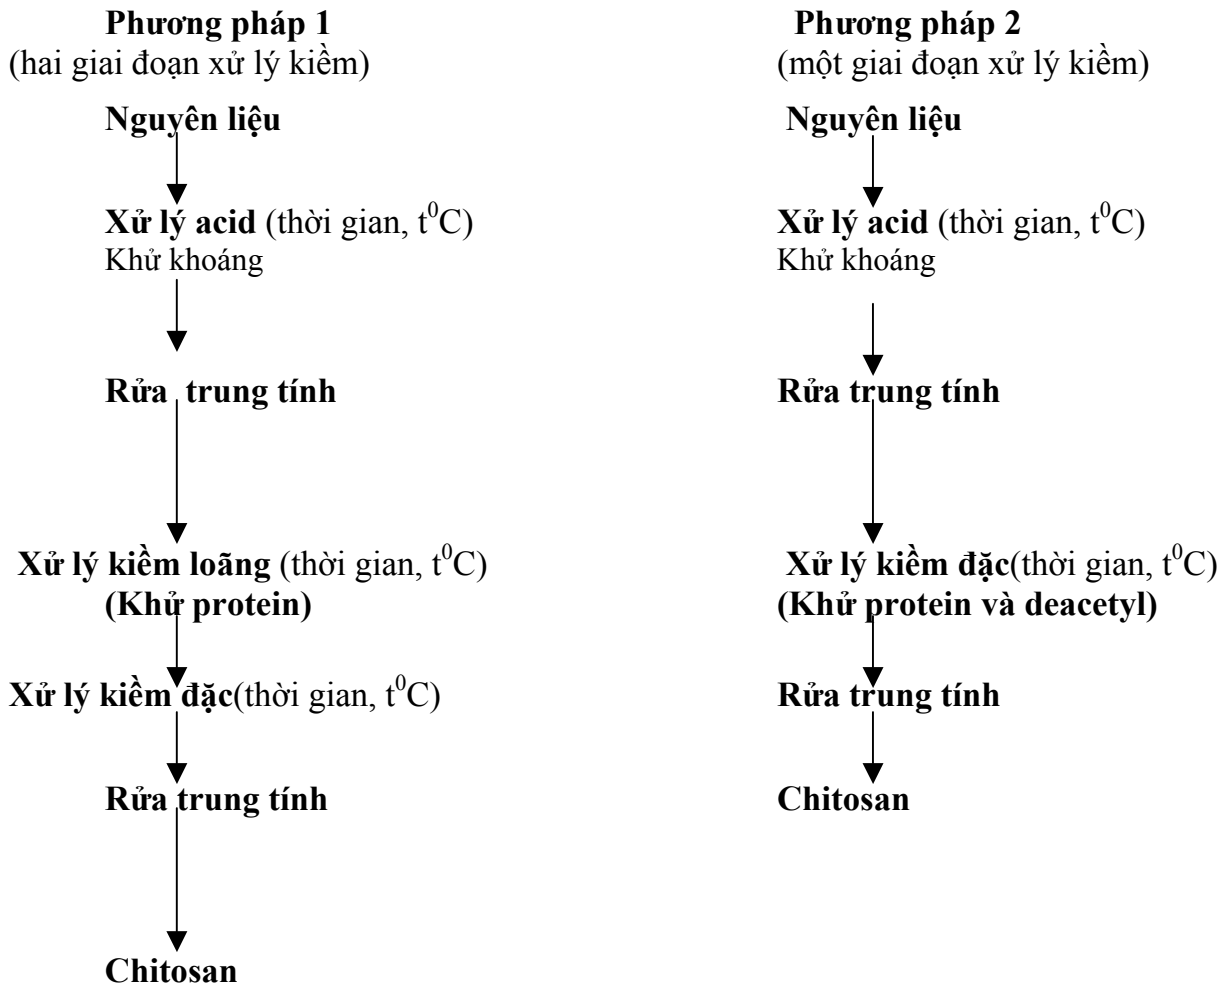 Phương pháp 1
(hai giai đoạn xử lý kiềm)
Nguyên liệu
Xử lý acid (thời gian, t⁰C)
Khử khoáng
Rửa trung tính
Xử lý kiềm loãng (thời gian, t⁰C)
(Khử protein)
Xử lý kiềm đặc(thời gian, t⁰C)
Rửa trung tính
Chitosan
Phương pháp 2
(một giai đoạn xử lý kiềm)
Nguyên liệu
Xử lý acid (thời gian, t⁰C)
Khử khoáng
Rửa trung tính
Xử lý kiềm đặc(thời gian, t⁰C)
(Khử protein và deacetyl)
Rửa trung tính
Chitosan